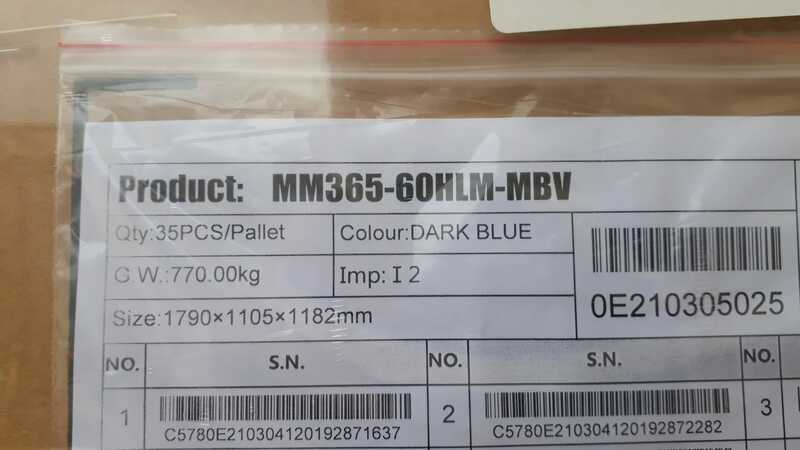 Product: MM365-60HLM-MBV
Qty:35PCS/Pallet Colour:DARK BLUE
G.W.:770.00kg Imp: I 2
0E210305025
Size:1790×1105×1182mm
NO. S.N. NO. S.N. NO.
1 2 3
C5780E210304120192871637 C5780E210304120192872282